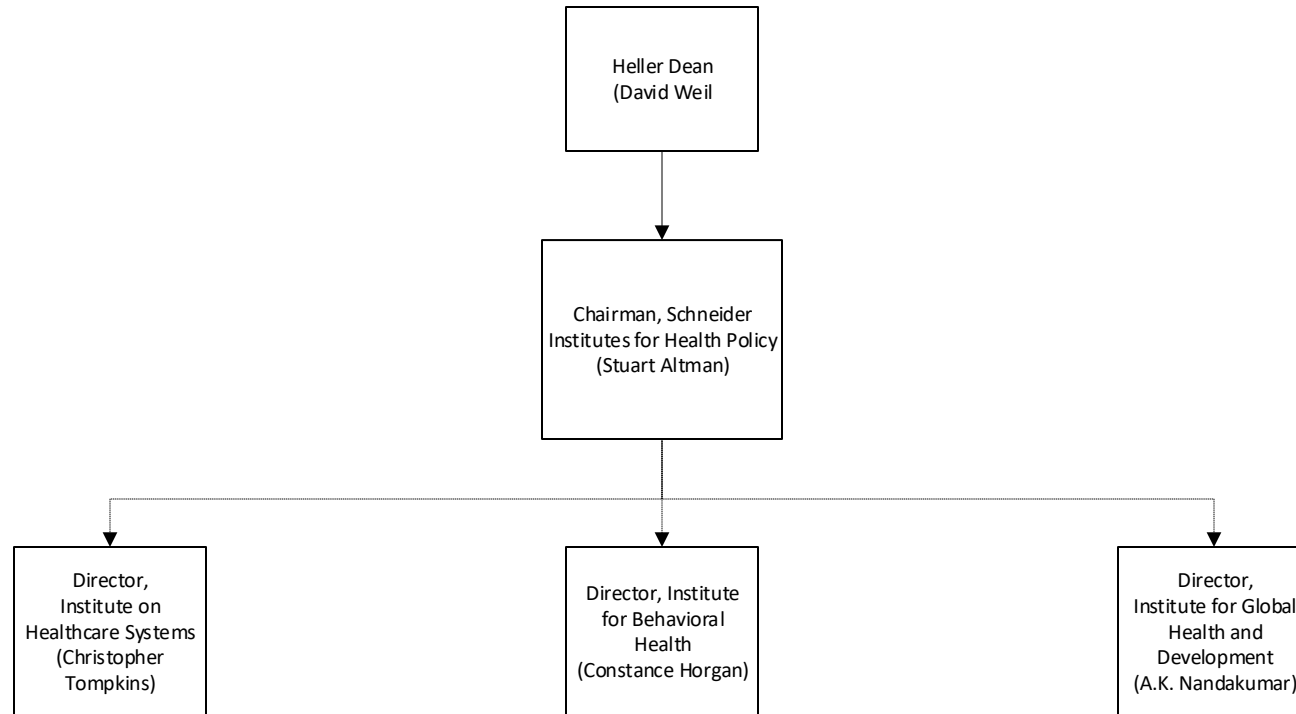 Heller Dean
(David Weil
Chairman, Schneider
Institutes for Health Policy
(Stuart Altman)
Director,
Institute on
Healthcare Systems
(Christopher
Tompkins)
Director, Institute
for Behavioral
Health
(Constance Horgan)
Director,
Institute for Global
Health and
Development
(A.K. Nandakumar)